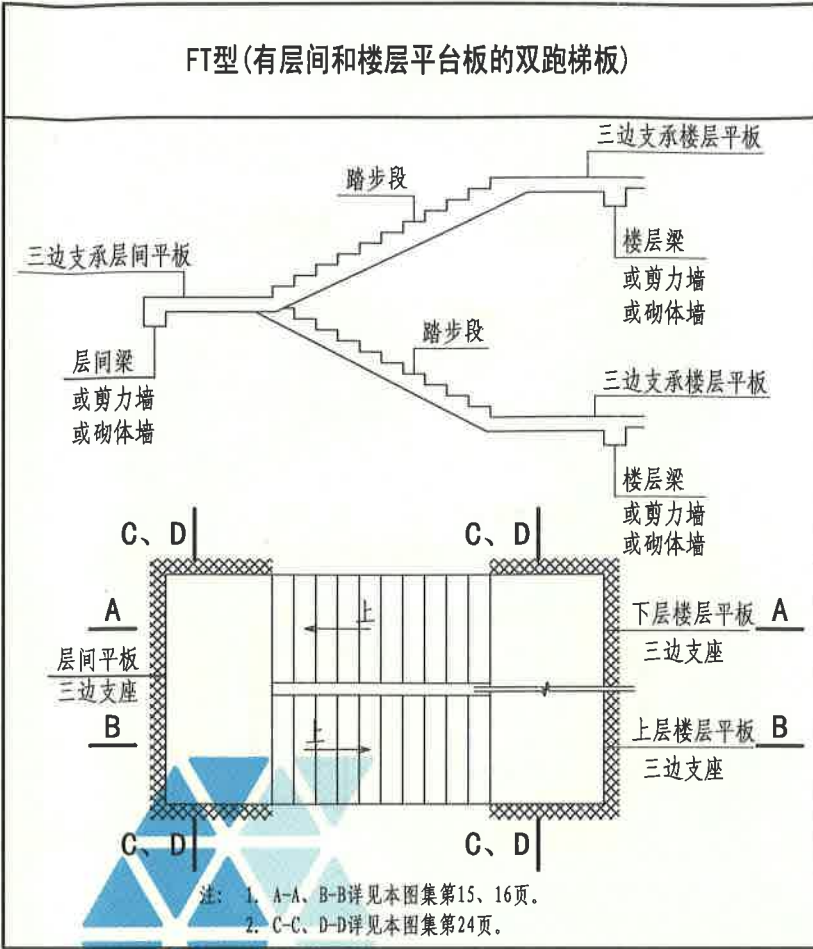 FT型(有层间和楼层平台板的双跑梯板)
三边支承楼层平板
踏步段
三边支承层间平板
楼层梁
或剪力墙
或砌体墙
踏步段
层间梁
或剪力墙
或砌体墙
三边支承楼层平板
楼层梁
或剪力墙
或砌体墙
C、D
C、D
A
上
下层楼层平板
A
三边支座
层间平板
三边支座
B
上
上层楼层平板
B
三边支座
C、D
C、D
注: 1. A-A、B-B详见本图集第15、16页。
2. C-C、D-D详见本图集第24页。